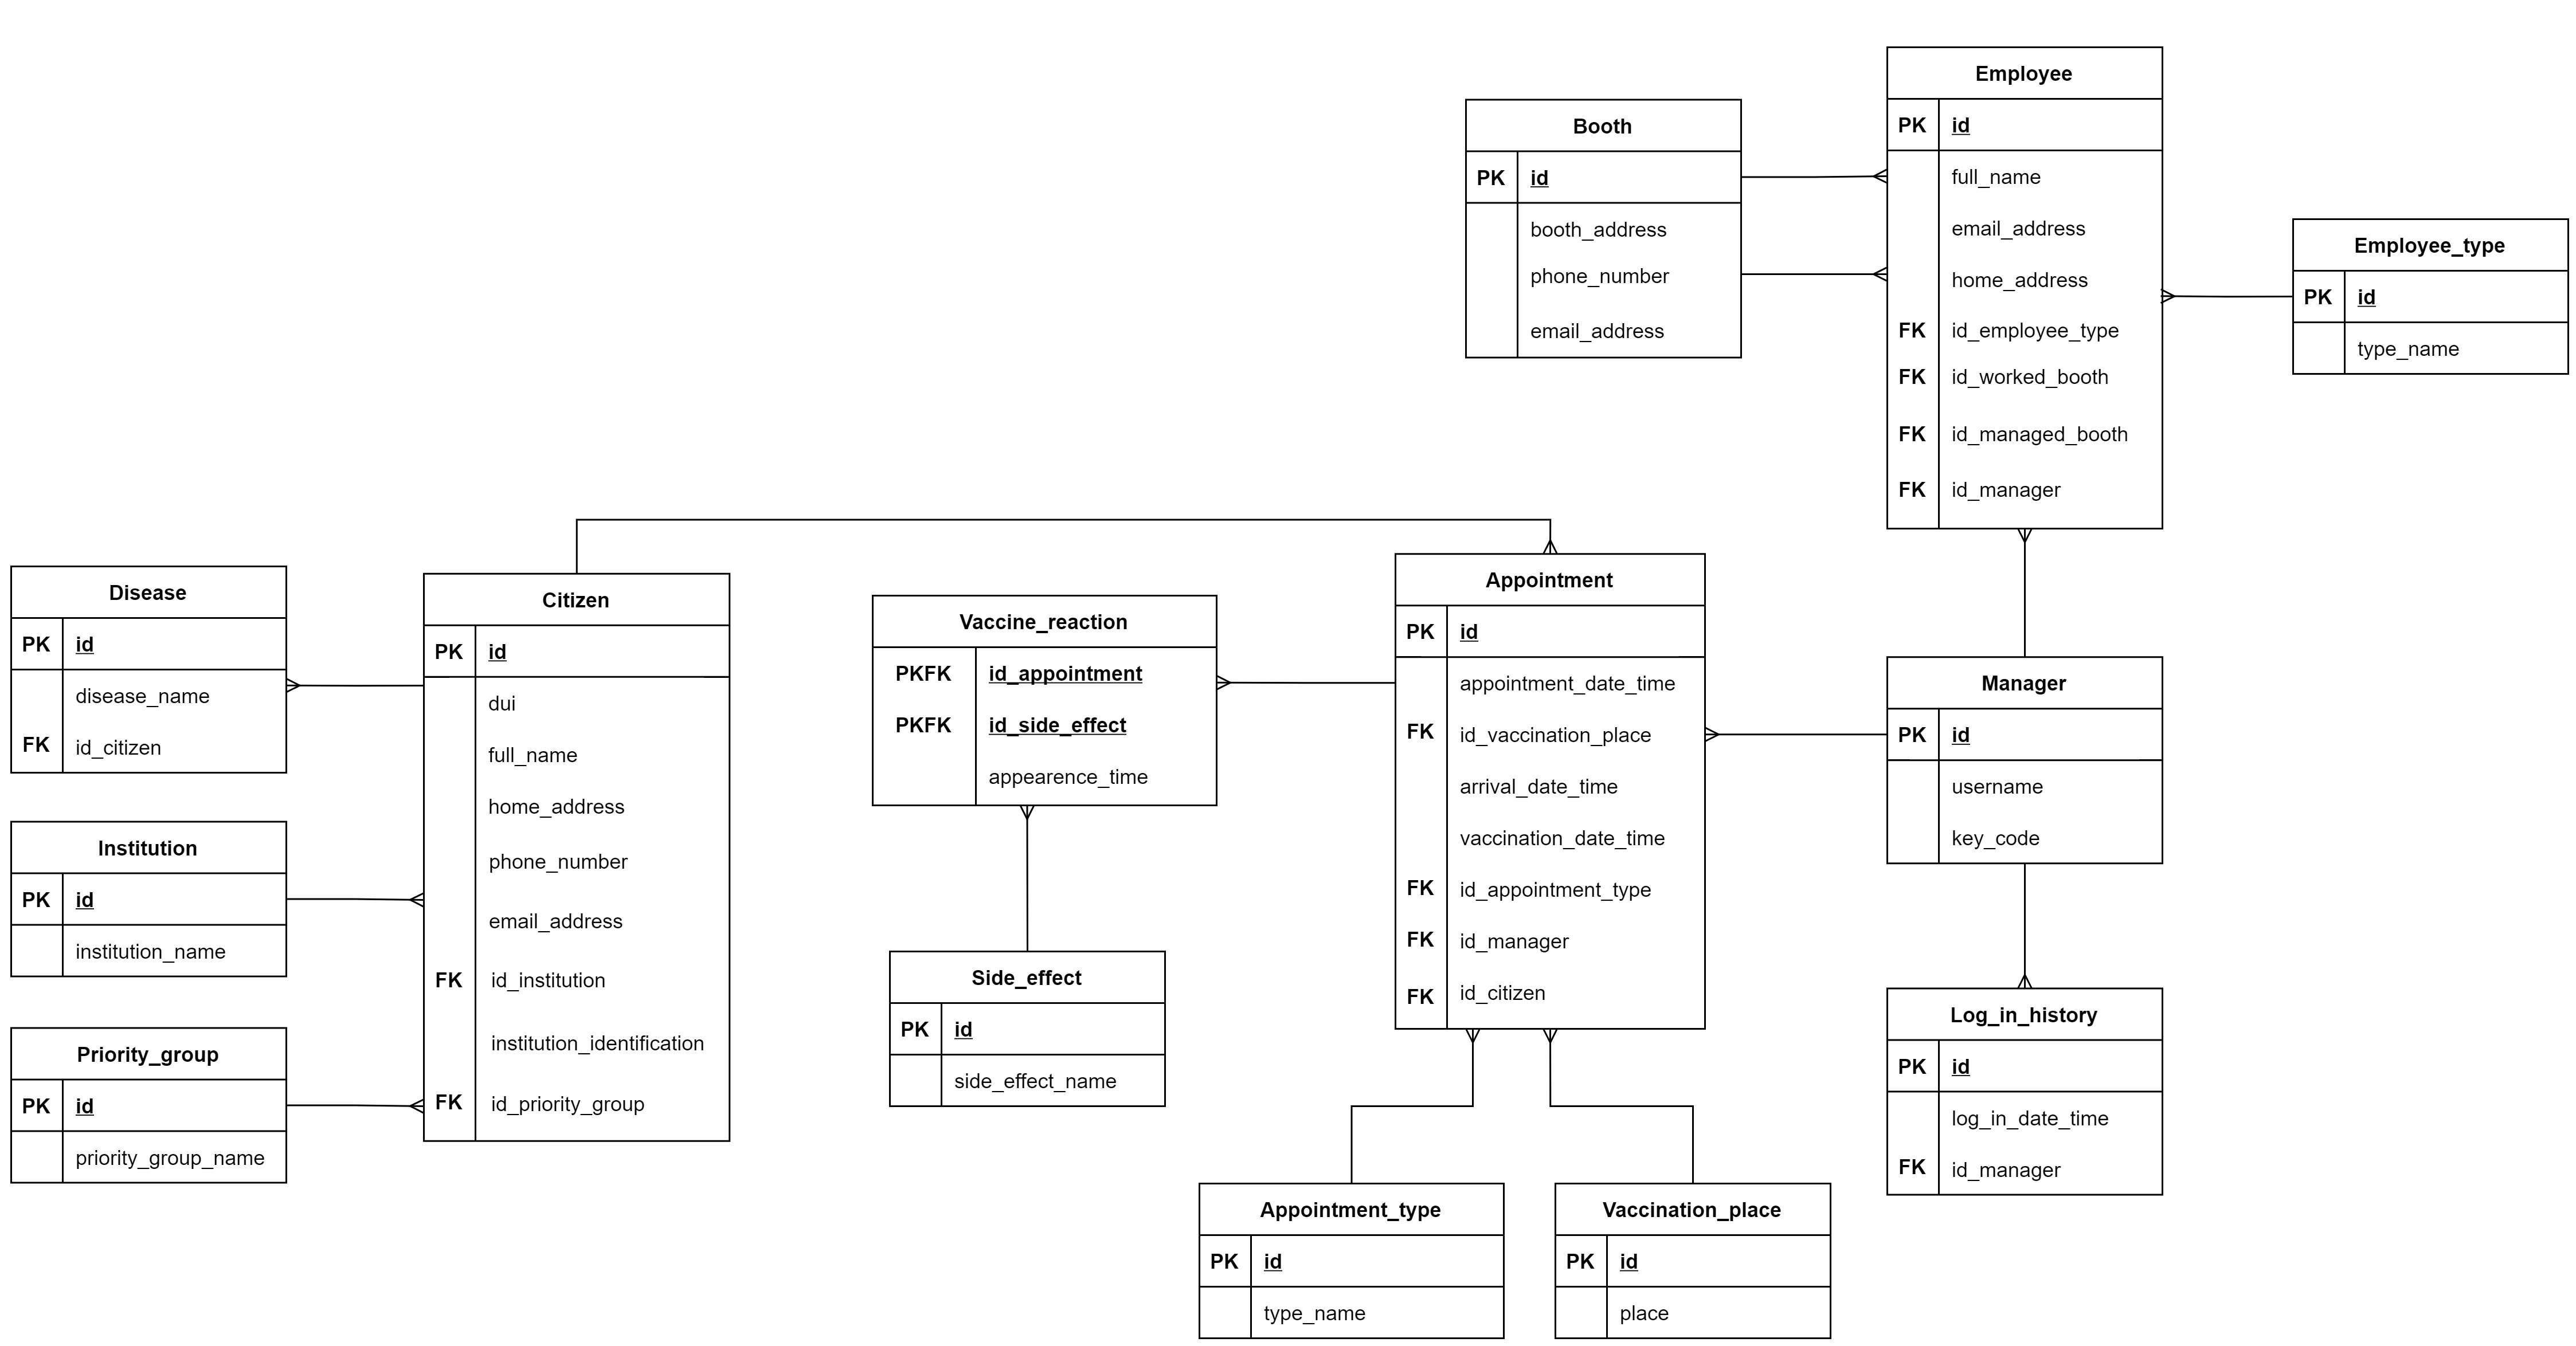 Employee
PK id
full_name
email_address
home_address
FK id_employee_type
FK id_worked_booth
FK id_managed_booth
FK id_manager
Booth
PK id
booth_address
phone_number
email_address
Employee_type
PK id
type_name
Disease
PK id
disease_name
FK id_citizen
Citizen
PK id
dui
full_name
home_address
phone_number
email_address
FK id_institution
institution_identification
FK id_priority_group
Institution
PK id
institution_name
Priority_group
PK id
priority_group_name
Vaccine_reaction
PKFK id_appointment
PKFK id_side_effect
appearence_time
Side_effect
PK id
side_effect_name
Appointment
PK id
appointment_date_time
FK id_vaccination_place
arrival_date_time
vaccination_date_time
FK id_appointment_type
FK id_manager
FK id_citizen
Manager
PK id
username
key_code
Log_in_history
PK id
log_in_date_time
FK id_manager
Appointment_type
PK id
type_name
Vaccination_place
PK id
place